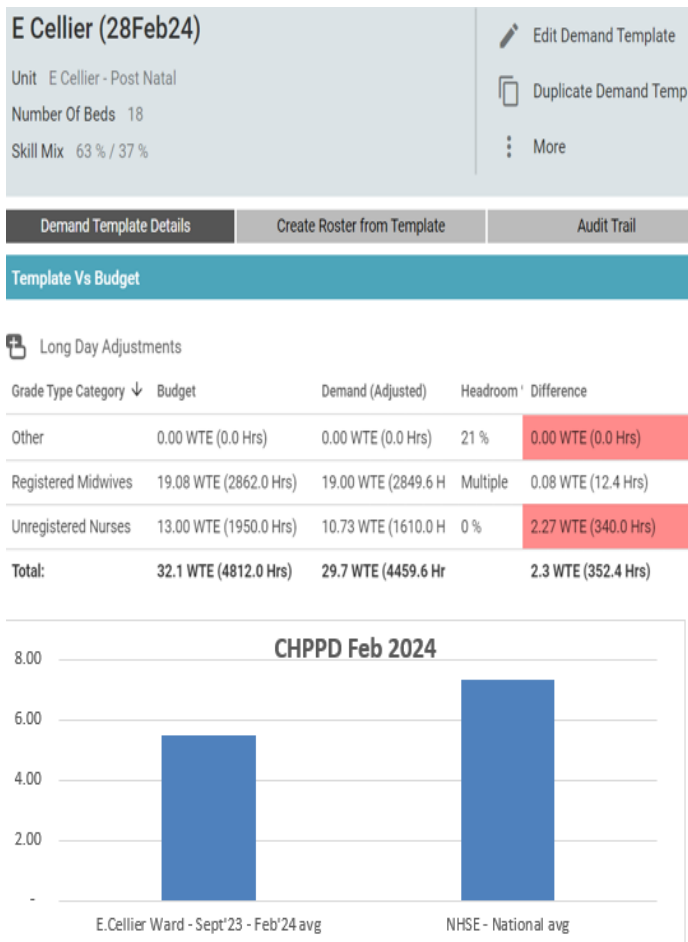 E Cellier (28Feb24)
Unit E Cellier - Post Natal
Number Of Beds 18
Skill Mix 63 % / 37 %
Edit Demand Template
Duplicate Demand Temp
More
Demand Template Details Create Roster from Template Audit Trail
Template Vs Budget
Long Day Adjustments
Grade Type Category ↓ Budget Demand (Adjusted) Headroom ' Difference
Other 0.00 WTE (0.0 Hrs) 0.00 WTE (0.0 Hrs) 21 % 0.00 WTE (0.0 Hrs)
Registered Midwives 19.08 WTE (2862.0 Hrs) 19.00 WTE (2849.6 H Multiple 0.08 WTE (12.4 Hrs)
Unregistered Nurses 13.00 WTE (1950.0 Hrs) 10.73 WTE (1610.0 H 0 % 2.27 WTE (340.0 Hrs)
Total: 32.1 WTE (4812.0 Hrs) 29.7 WTE (4459.6 Hr 2.3 WTE (352.4 Hrs)
CHPPD Feb 2024
8.00
6.00
4.00
2.00
-
E.Cellier Ward - Sept'23 - Feb'24 avg NHSE - National avg